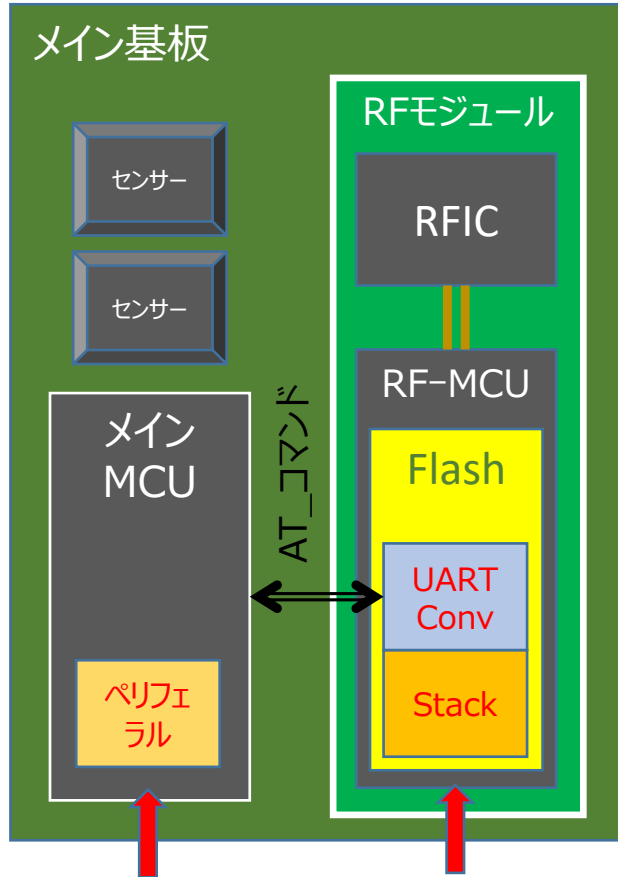 メイン基板
RFモジュール
センサー
RFIC
センサー
RF-MCU
メイン
MCU
AT_コマンド
Flash
UART
Conv
ペリフェ
ラル
Stack